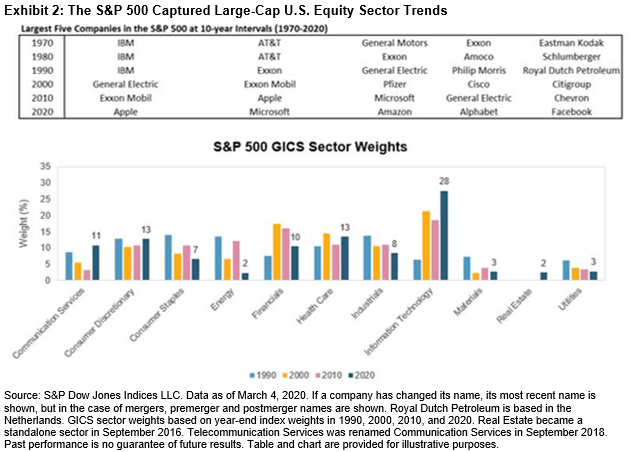 Exhibit 2: The S&P 500 Captured Large-Cap U.S. Equity Sector Trends
Largest Five Companies in the S&P 500 at 10-year Intervals (1970-2020)
1970 IBM AT&T General Motors Exxon Eastman Kodak
1980 IBM AT&T Exxon Amoco Schlumberger
1990 IBM Exxon General Electric Philip Morris Royal Dutch Petroleum
2000 General Electric Exxon Mobil Pfizer Cisco Citigroup
2010 Exxon Mobil Apple Microsoft General Electric Chevron
2020 Apple Microsoft Amazon Alphabet Facebook
S&P 500 GICS Sector Weights
Weight (%)
35
30
25
20
15
10
5
0
11
13
7
2
10
13
8
28
3
2
3
Communication Services
Consumer Discretionary
Consumer Staples
Energy
Financials
Health Care
Industrials
Information Technology
Materials
Real Estate
Utilities
1990 2000 2010 2020
Source: S&P Dow Jones Indices LLC. Data as of March 4, 2020. If a company has changed its name, its most recent name is
shown, but in the case of mergers, premerger and postmerger names are shown. Royal Dutch Petroleum is based in the
Netherlands. GICS sector weights based on year-end index weights in 1990, 2000, 2010, and 2020. Real Estate became a
standalone sector in September 2016. Telecommunication Services was renamed Communication Services in September 2018.
Past performance is no guarantee of future results. Table and chart are provided for illustrative purposes.